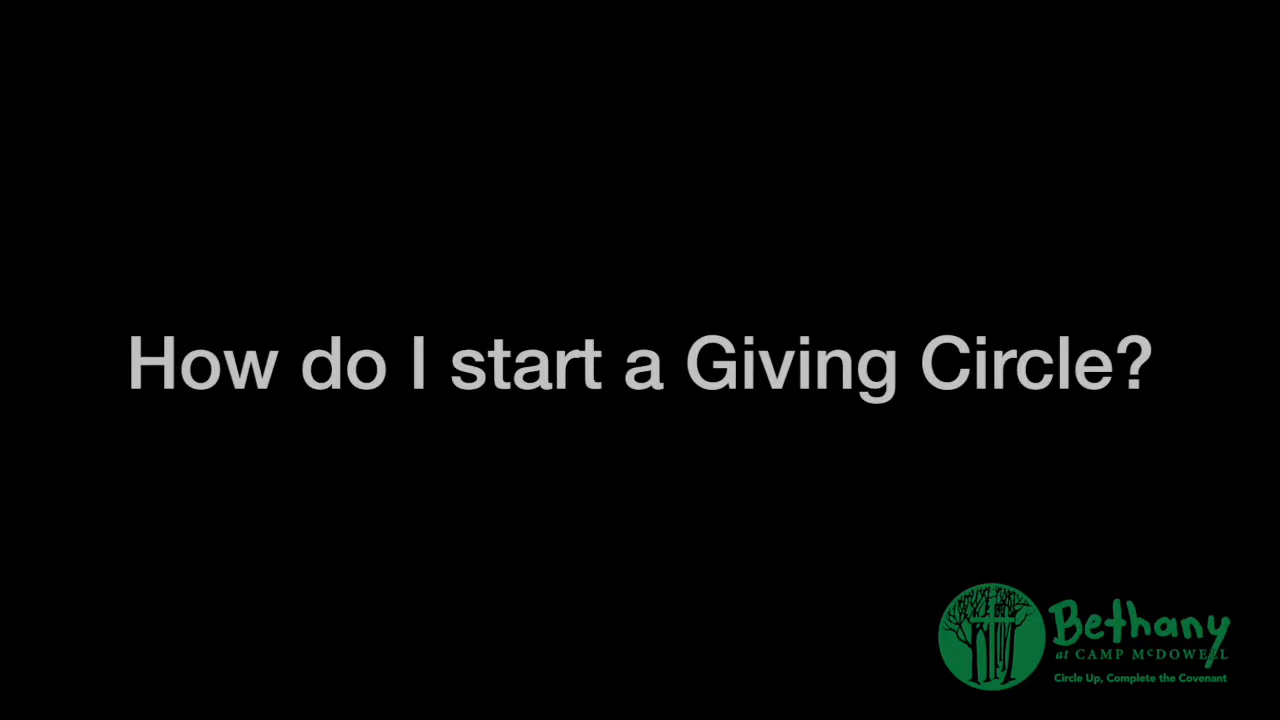 How do I start a Giving Circle?
Bethany
at CAMP McDOWELL
Circle Up, Complete the Covenant